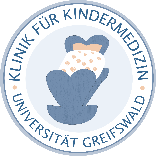 · KLINIK FÜR KINDERMEDIZIN ·
UNIVERSITÄT GREIFSWALD